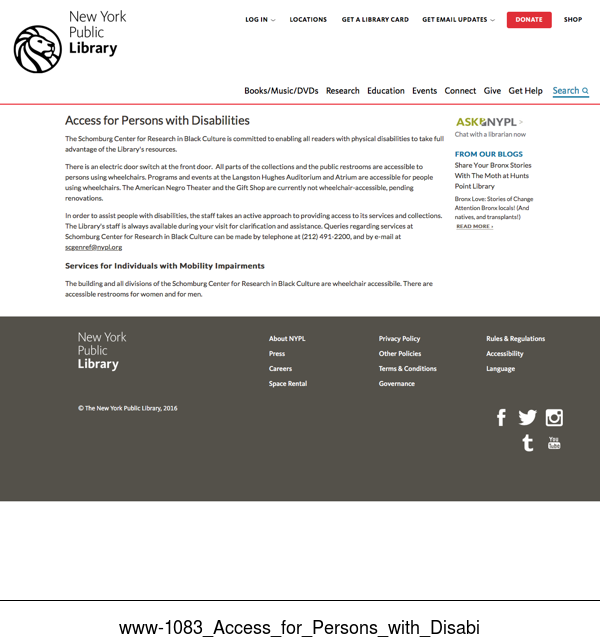 New York
Public
Library
LOG IN
LOCATIONS
GET A LIBRARY CARD
GET EMAIL UPDATES
DONATE
SHOP
Books/Music/DVDs Research Education Events Connect Give Get Help Search
Access for Persons with Disabilities
The Schomburg Center for Research in Black Culture is committed to enabling all readers with physical disabilities to take full
advantage of the Library's resources.
There is an electric door switch at the front door. All parts of the collections and the public restrooms are accessible to
persons using wheelchairs. Programs and events at the Langston Hughes Auditorium and Atrium are accessible for people
using wheelchairs. The American Negro Theater and the Gift Shop are currently not wheelchair-accessible, pending
renovations.
In order to assist people with disabilities, the staff takes an active approach to providing access to its services and collections.
The Library's staff is always available during your visit for clarification and assistance. Queries regarding services at
Schomburg Center for Research in Black Culture can be made by telephone at (212) 491-2200, and by e-mail at
scgenref@nypl.org
Services for Individuals with Mobility Impairments
The building and all divisions of the Schomburg Center for Research in Black Culture are wheelchair accessibile. There are
accessible restrooms for women and for men.
ASK NYPL >
Chat with a librarian now
FROM OUR BLOGS
Share Your Bronx Stories
With The Moth at Hunts
Point Library
Bronx Love: Stories of Change
Attention Bronx locals! (And
natives, and transplants!)
READ MORE ›
New York
Public
Library
About NYPL
Press
Careers
Space Rental
Privacy Policy
Other Policies
Terms & Conditions
Governance
Rules & Regulations
Accessibility
Language
© The New York Public Library, 2016
f
t
You
Tube
www-1083_Access_for_Persons_with_Disabi